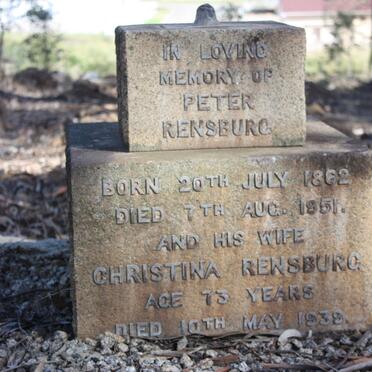 IN LOVING
MEMORY OF
PETER
RENSBURG
BORN 20TH JULY 1862
DIED 7TH AUG. 1951.
AND HIS WIFE
CHRISTINA RENSBURG
AGE 73 YEARS
DIED 10TH MAY 1939.